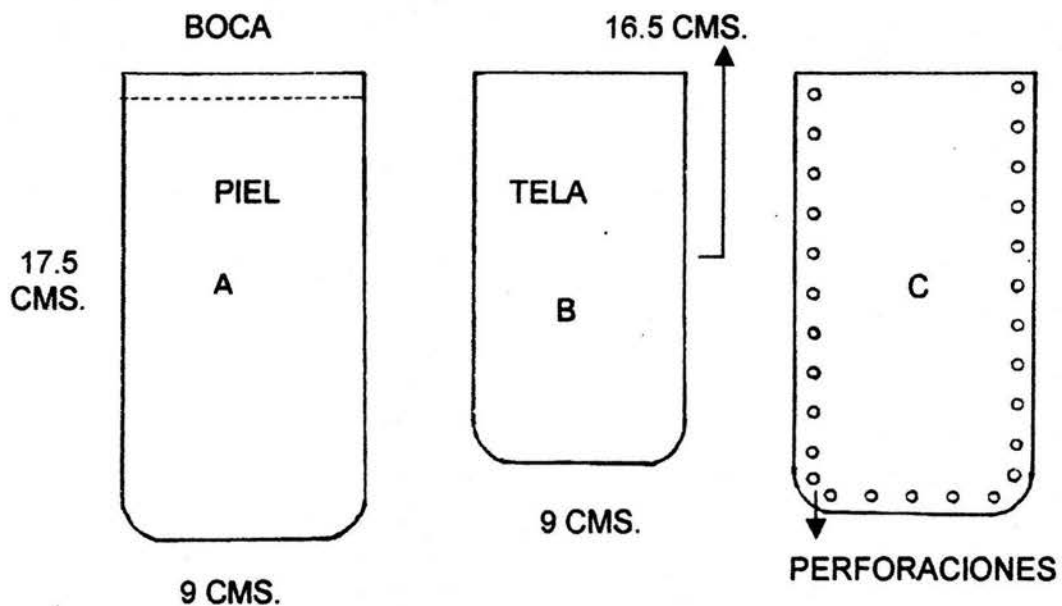 BOCA
16.5 CMS.
PIEL
TELA
17.5
CMS.
A
B
C
9 CMS.
9 CMS.
PERFORACIONES